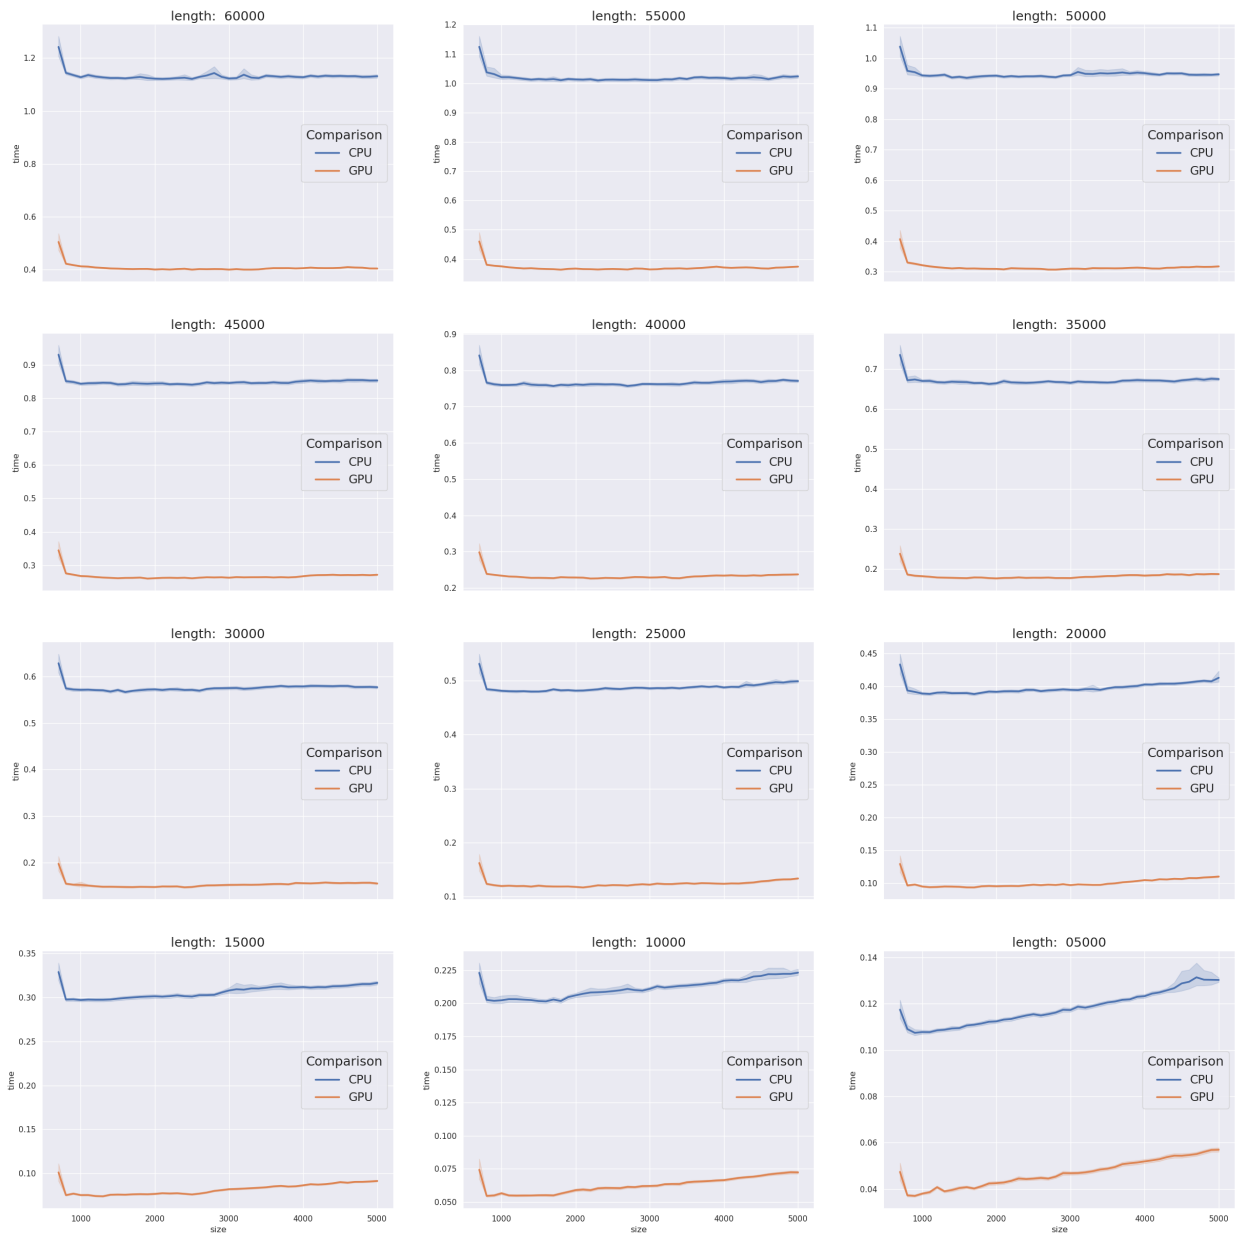 length:  60000
1.2
1.0
0.8
0.6
0.4
time
Comparison
CPU
GPU
length:  55000
1.2
1.1
1.0
0.9
0.8
0.7
0.6
0.5
0.4
time
Comparison
CPU
GPU
length:  50000
1.1
1.0
0.9
0.8
0.7
0.6
0.5
0.4
0.3
time
Comparison
CPU
GPU
length:  45000
0.9
0.8
0.7
0.6
0.5
0.4
0.3
time
Comparison
CPU
GPU
length:  40000
0.9
0.8
0.7
0.6
0.5
0.4
0.3
0.2
time
Comparison
CPU
GPU
length:  35000
0.7
0.6
0.5
0.4
0.3
0.2
time
Comparison
CPU
GPU
length:  30000
0.6
0.5
0.4
0.3
0.2
time
Comparison
CPU
GPU
length:  25000
0.5
0.4
0.3
0.2
0.1
time
Comparison
CPU
GPU
length:  20000
0.45
0.40
0.35
0.30
0.25
0.20
0.15
0.10
time
Comparison
CPU
GPU
length:  15000
0.35
0.30
0.25
0.20
0.15
0.10
time
Comparison
CPU
GPU
1000 2000 3000 4000 5000
size
length:  10000
0.225
0.200
0.175
0.150
0.125
0.100
0.075
0.050
time
Comparison
CPU
GPU
1000 2000 3000 4000 5000
size
length:  05000
0.14
0.12
0.10
0.08
0.06
0.04
time
Comparison
CPU
GPU
1000 2000 3000 4000 5000
size